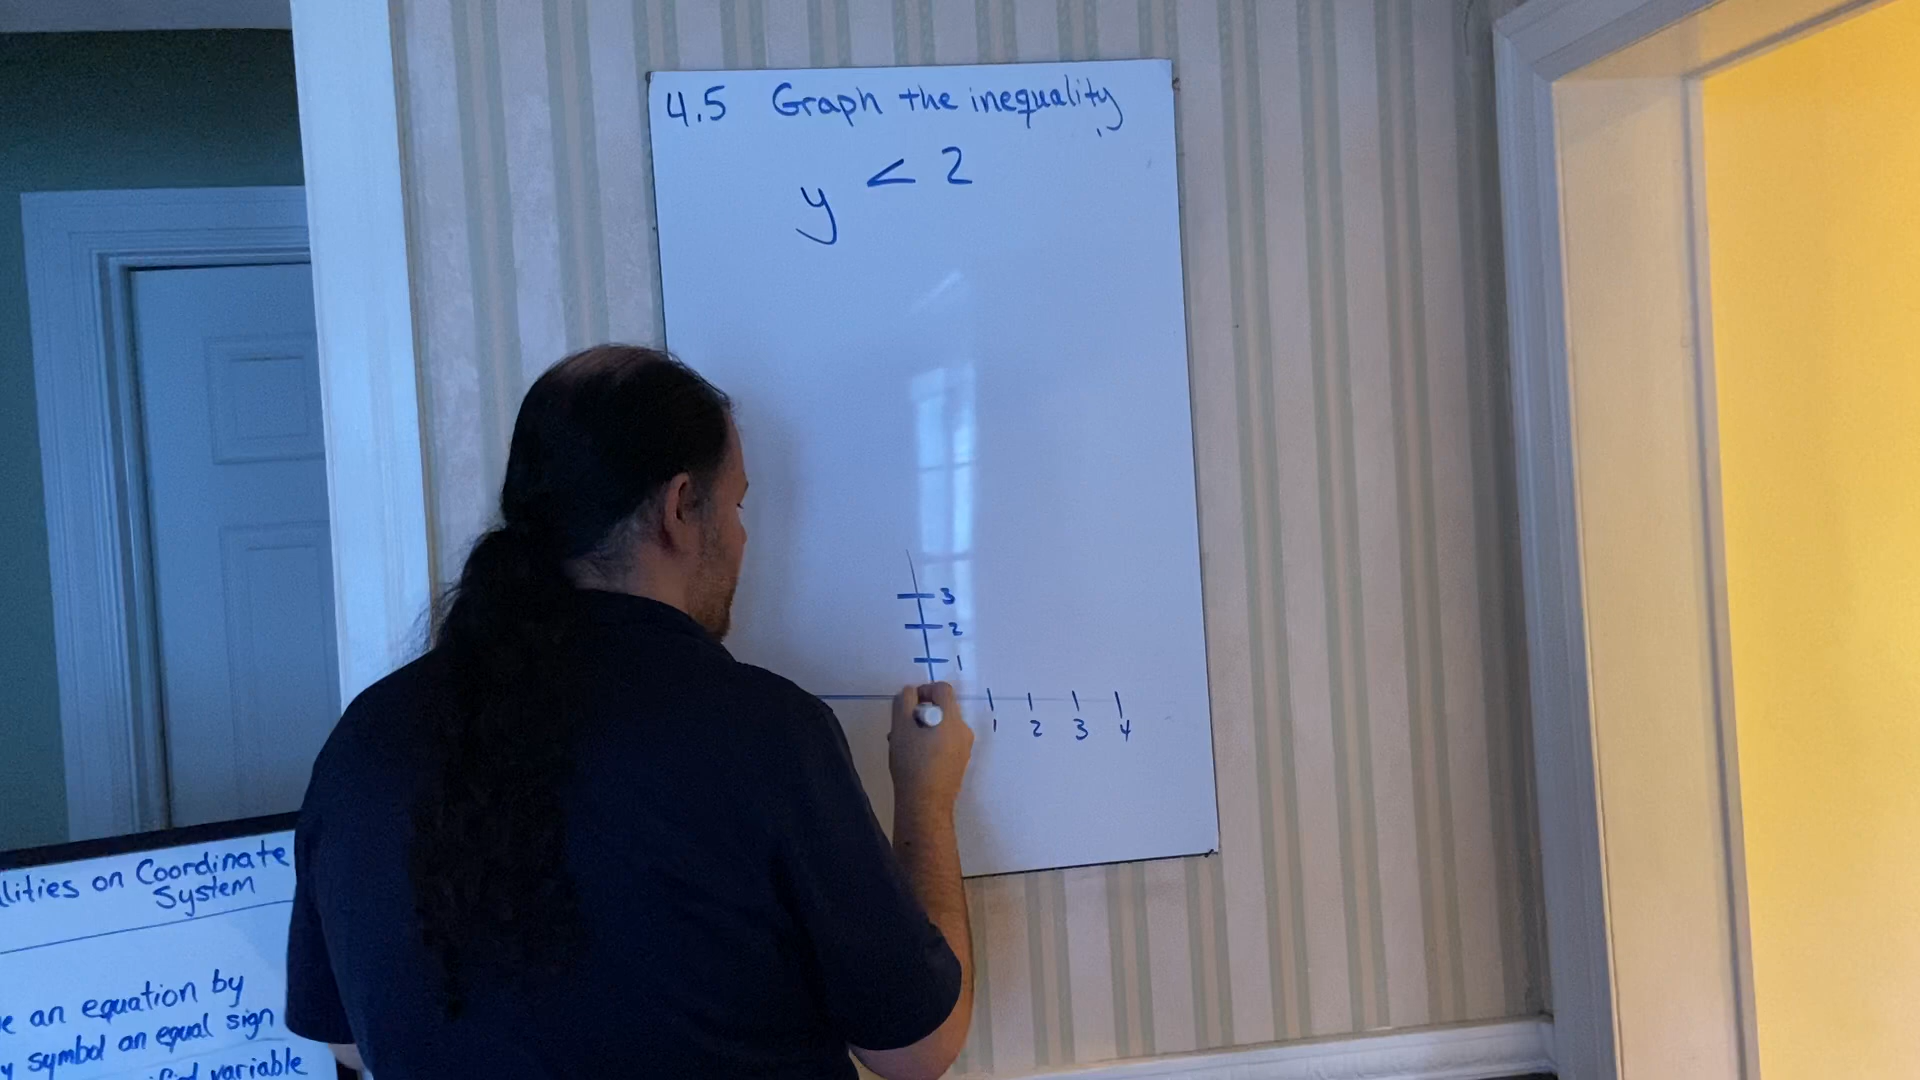 4.5 Graph the inequality
y < 2
3
2
1
1 2 3 4
on Coordinate
System
an equation by
symbol an equal sign
variable